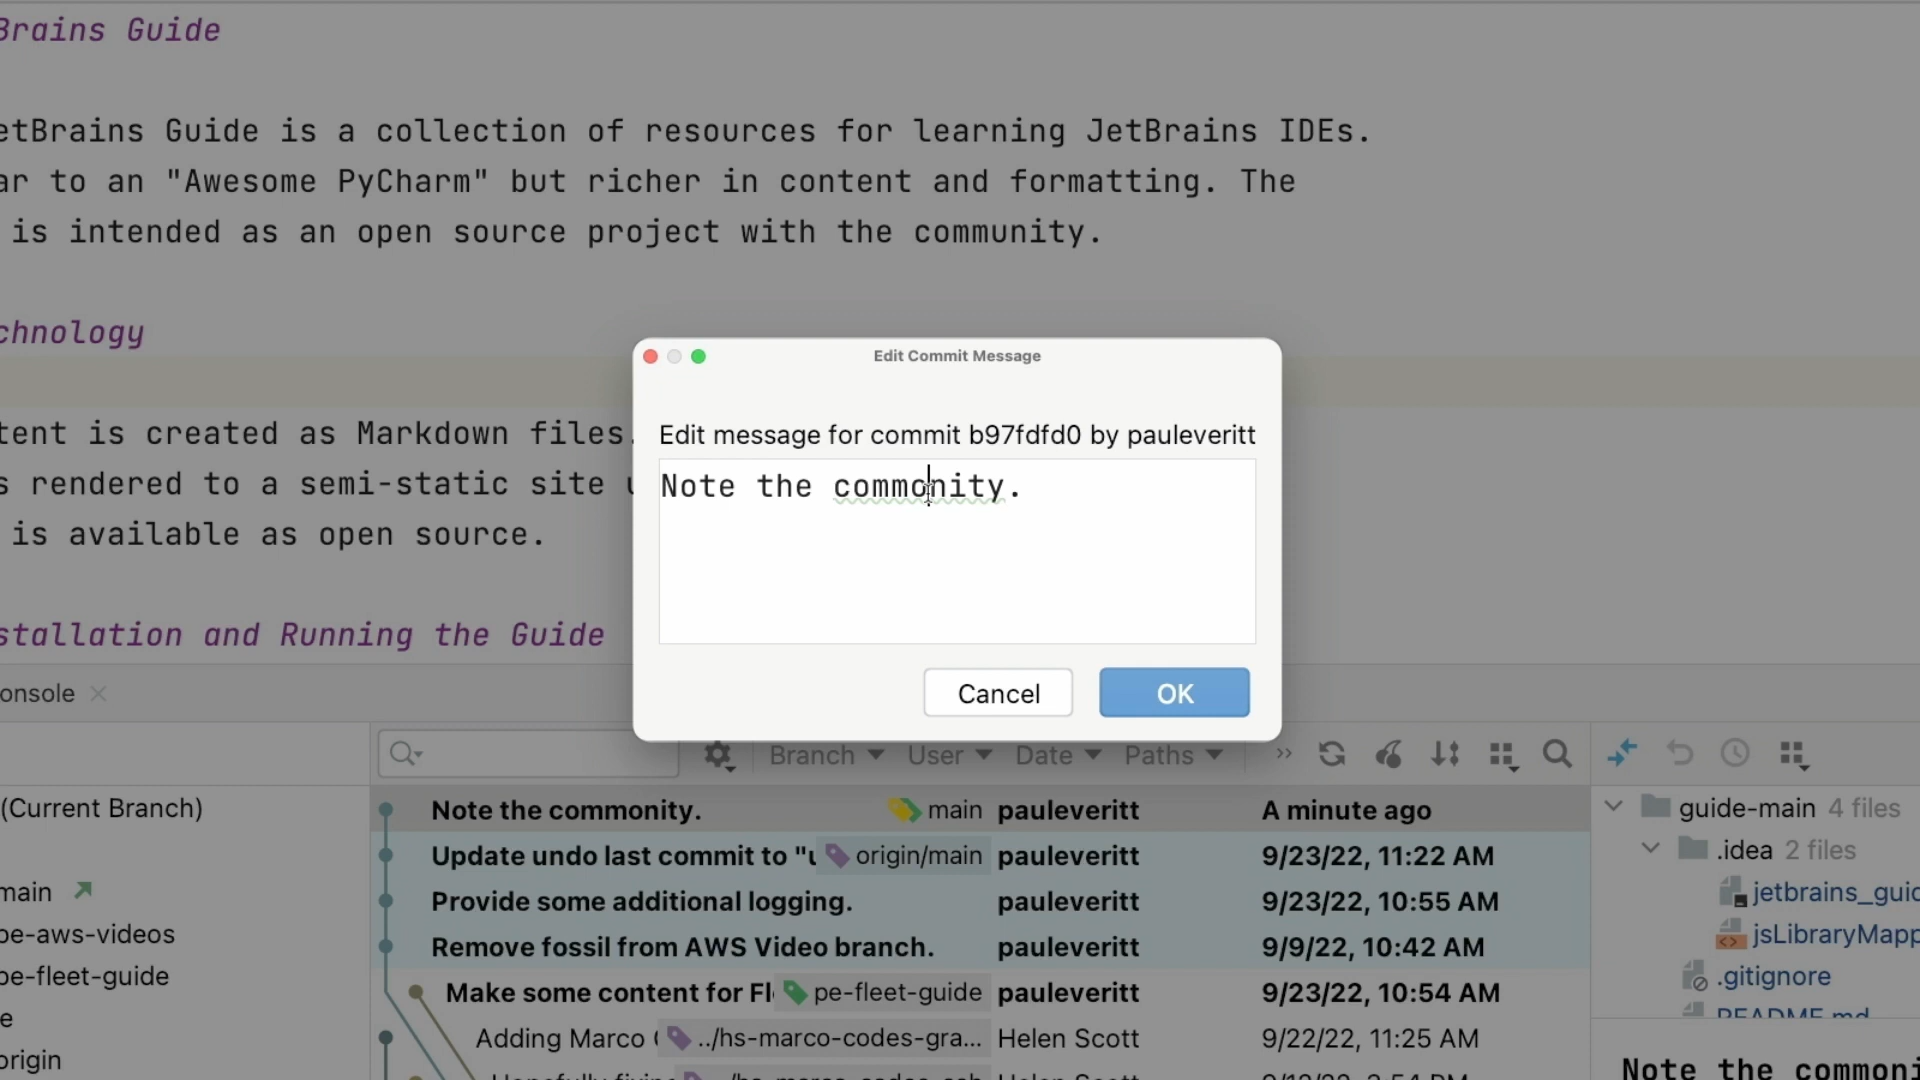 Brains Guide
etBrains Guide is a collection of resources for learning JetBrains IDEs.
ar to an "Awesome PyCharm" but richer in content and formatting. The
is intended as an open source project with the community.
chnology
tent is created as Markdown files.
s rendered to a semi-static site u
is available as open source.
stallation and Running the Guide
Edit Commit Message
Edit message for commit b97fdfd0 by pauleveritt
Note the commonity.
Cancel OK
onsole
Branch User Date Paths
(Current Branch)
main
pe-aws-videos
pe-fleet-guide
e
origin
Note the commonity. main pauleveritt A minute ago
Update undo last commit to "u origin/main pauleveritt 9/23/22, 11:22 AM
Provide some additional logging. pauleveritt 9/23/22, 10:55 AM
Remove fossil from AWS Video branch. pauleveritt 9/9/22, 10:42 AM
Make some content for Fl pe-fleet-guide pauleveritt 9/23/22, 10:54 AM
Adding Marco ../hs-marco-codes-gra... Helen Scott 9/22/22, 11:25 AM
guide-main 4 files
.idea 2 files
jetbrains_guid
jsLibraryMapp
.gitignore
README.md
Note the commoni